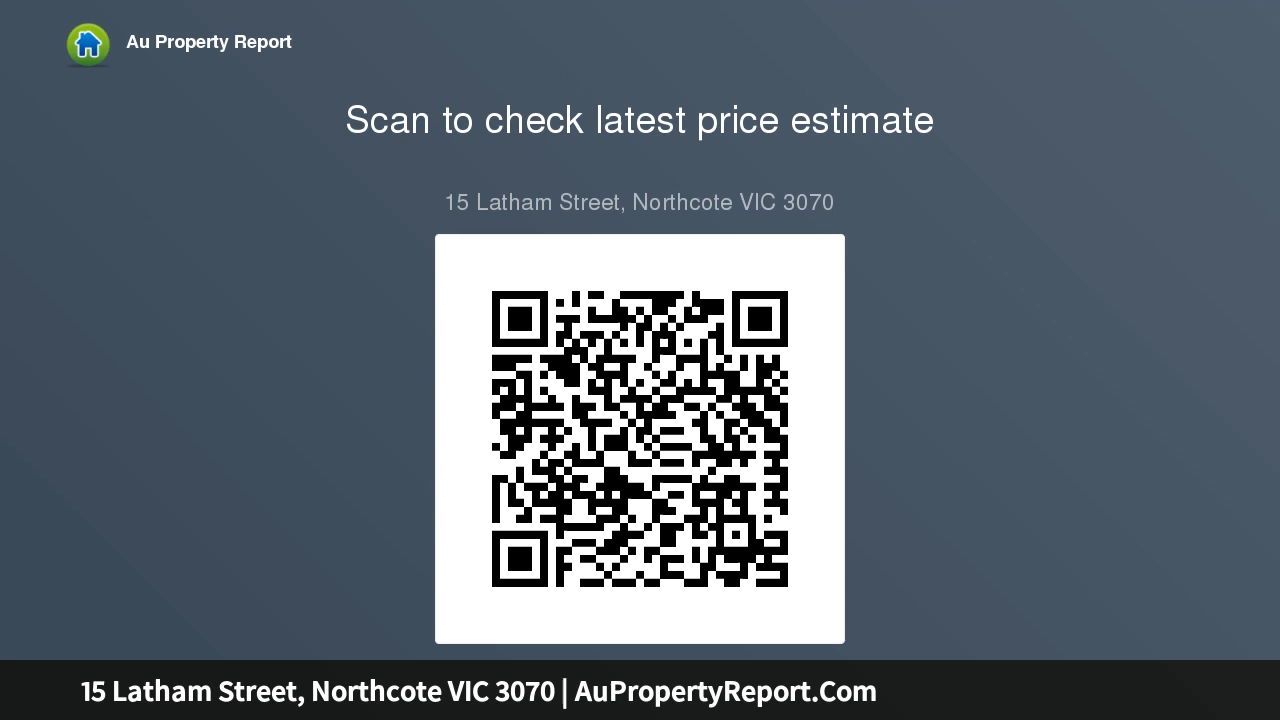 Au Property Report
Scan to check latest price estimate
15 Latham Street, Northcote VIC 3070
15 Latham Street, Northcote VIC 3070 | AuPropertyReport.Com